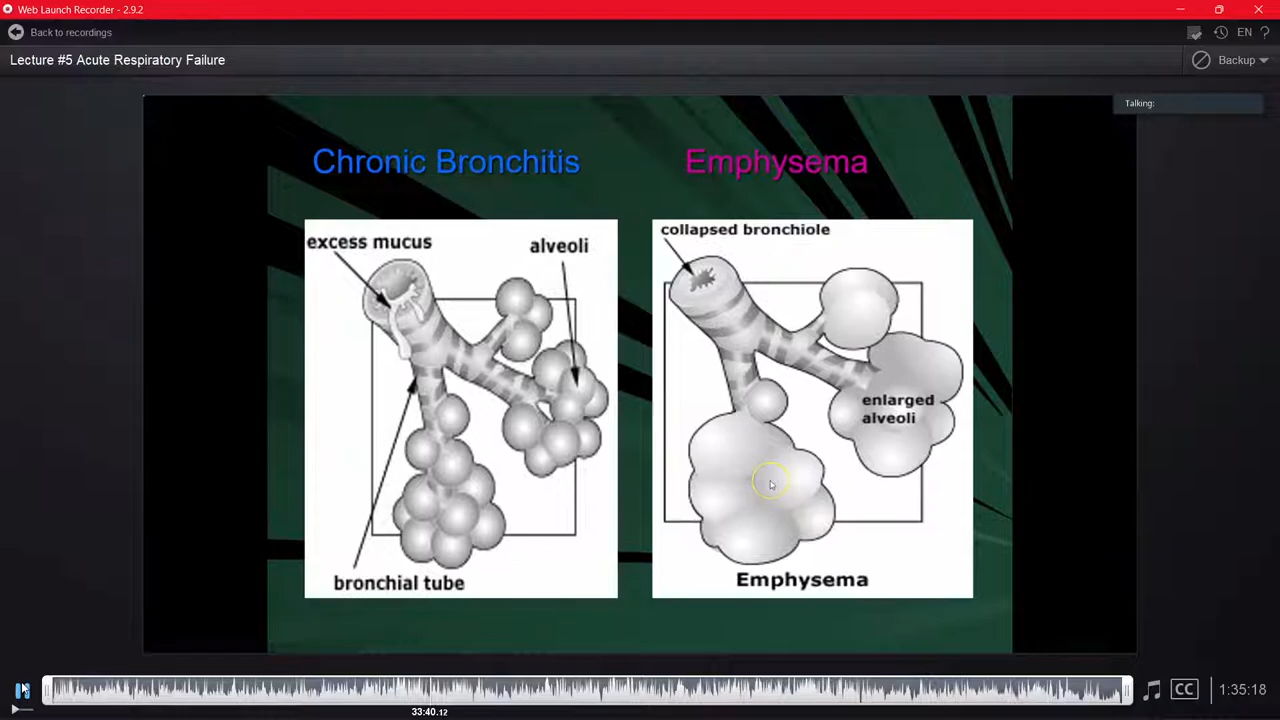 Web Launch Recorder - 2.9.2
Back to recordings
EN ?
Lecture #5 Acute Respiratory Failure
Backup
Talking:
Chronic Bronchitis
Emphysema
excess mucus
alveoli
bronchial tube
collapsed bronchiole
enlarged
alveoli
Emphysema
CC
1:35:18
33:40.12